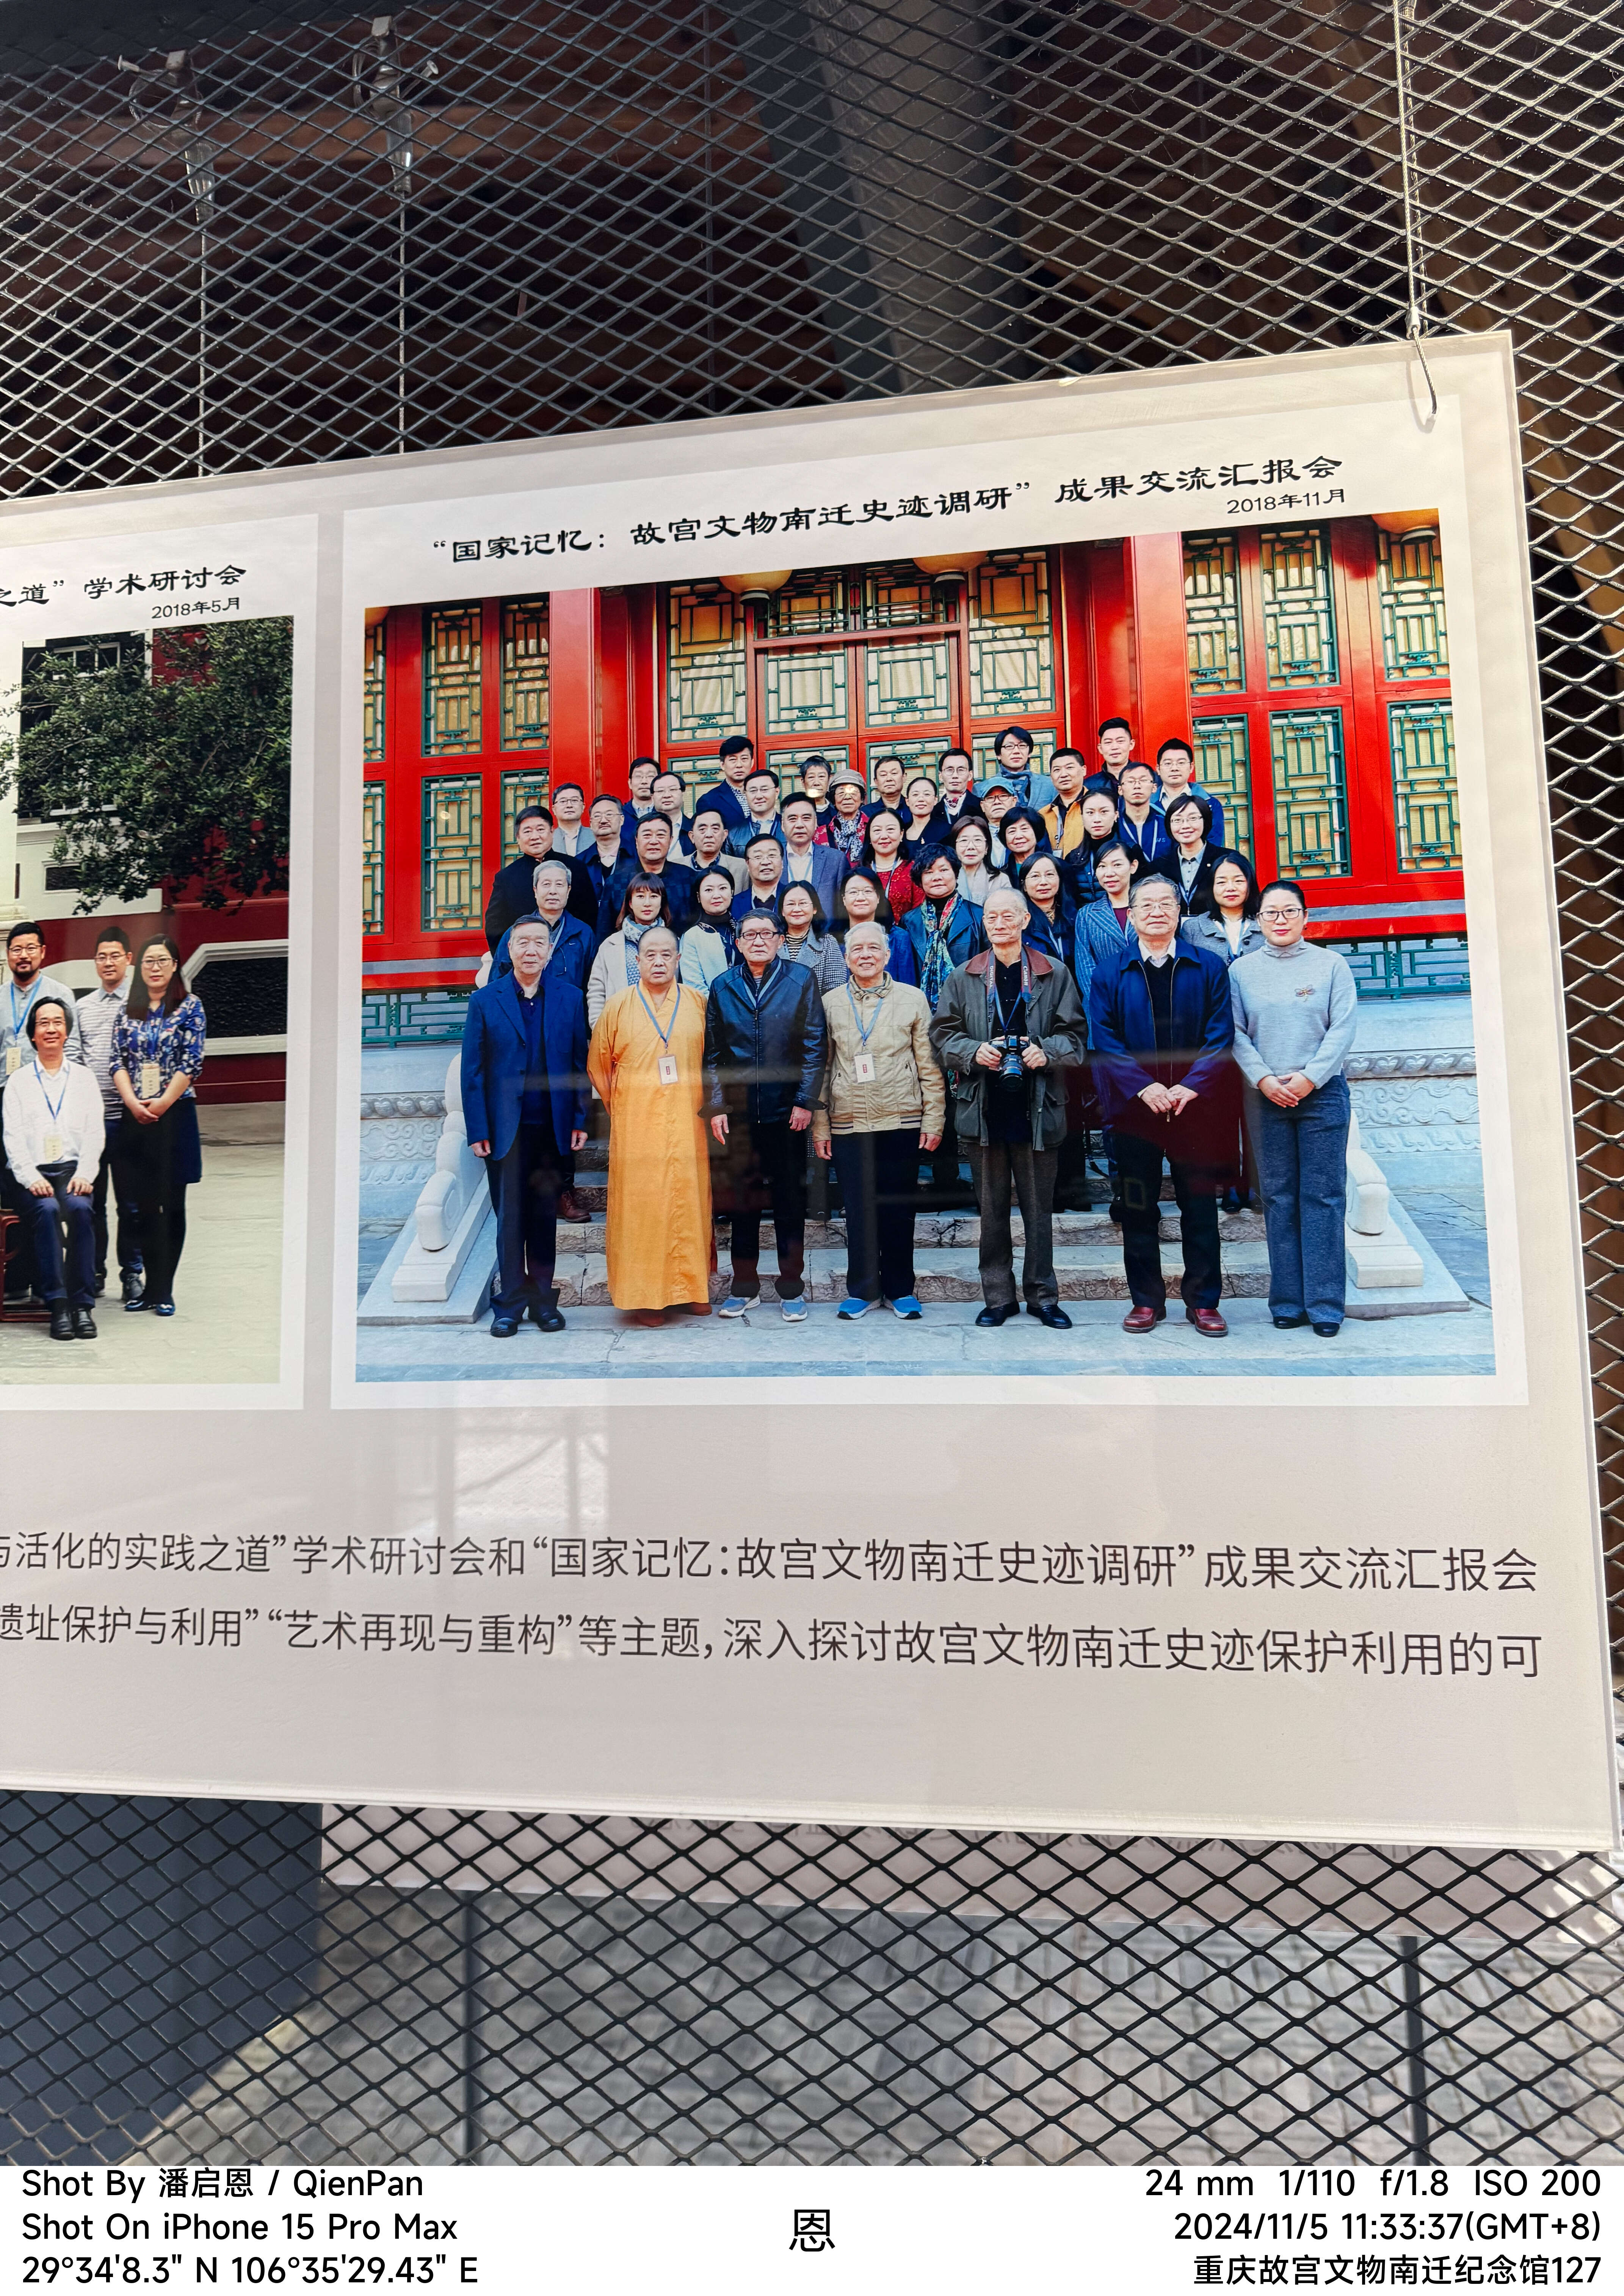 之道” 学术研讨会
2018年5月
“国家记忆：故宫文物南迁史迹调研”成果交流汇报会
2018年11月
与活化的实践之道”学术研讨会和“国家记忆：故宫文物南迁史迹调研”成果交流汇报会
遗址保护与利用”“艺术再现与重构”等主题，深入探讨故宫文物南迁史迹保护利用的可
Shot By 潘启恩 / QienPan
Shot On iPhone 15 Pro Max
29°34'8.3" N 106°35'29.43" E
恩
24 mm 1/110 f/1.8 ISO 200
2024/11/5 11:33:37(GMT+8)
重庆故宫文物南迁纪念馆127